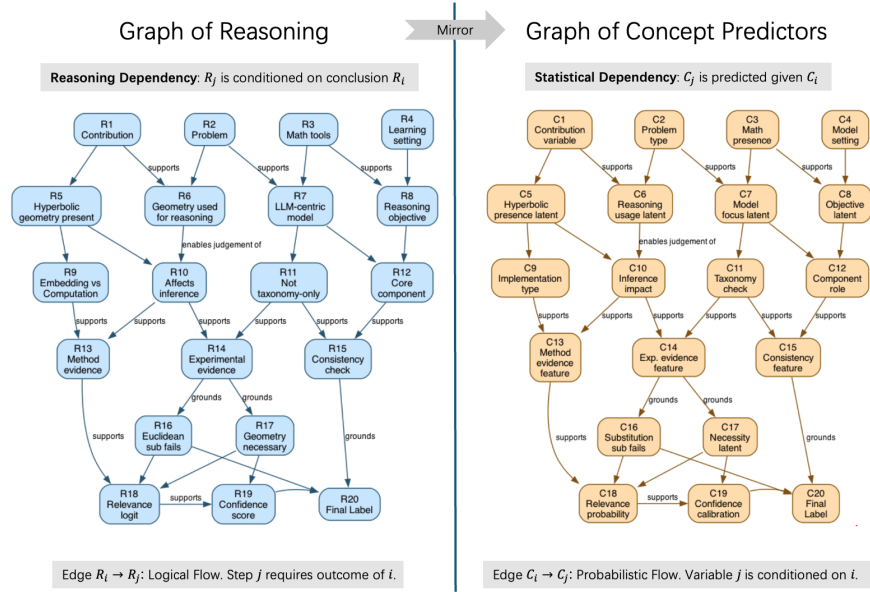 Graph of Reasoning
Mirror
Graph of Concept Predictors
Reasoning Dependency: Rj is conditioned on conclusion Ri
Statistical Dependency: Cj is predicted given Ci
R1
Contribution
R2
Problem
R3
Math tools
R4
Learning
setting
supports
supports
supports
R5
Hyperbolic
geometry present
R6
Geometry used
for reasoning
R7
LLM-centric
model
R8
Reasoning
objective
enables judgement of
R9
Embedding vs
Computation
R10
Affects
inference
R11
Not
taxonomy-only
R12
Core
component
supports
supports
supports
supports
supports
supports
R13
Method
evidence
R14
Experimental
evidence
R15
Consistency
check
grounds
grounds
R16
Euclidean
sub fails
R17
Geometry
necessary
supports
grounds
R18
Relevance
logit
supports
R19
Confidence
score
R20
Final Label
C1
Contribution
variable
C2
Problem
type
C3
Math
presence
C4
Model
setting
supports
supports
supports
C5
Hyperbolic
presence latent
C6
Reasoning
usage latent
C7
Model
focus latent
C8
Objective
latent
enables judgement of
C9
Implementation
type
C10
Inference
impact
C11
Taxonomy
check
C12
Component
role
supports
supports
supports
supports
supports
supports
C13
Method
evidence
feature
C14
Exp. evidence
feature
C15
Consistency
feature
grounds
grounds
C16
Substitution
sub fails
C17
Necessity
latent
supports
grounds
C18
Relevance
probability
supports
C19
Confidence
calibration
C20
Final
Label
Edge Ri → Rj: Logical Flow. Step j requires outcome of i.
Edge Ci → Cj: Probabilistic Flow. Variable j is conditioned on i.